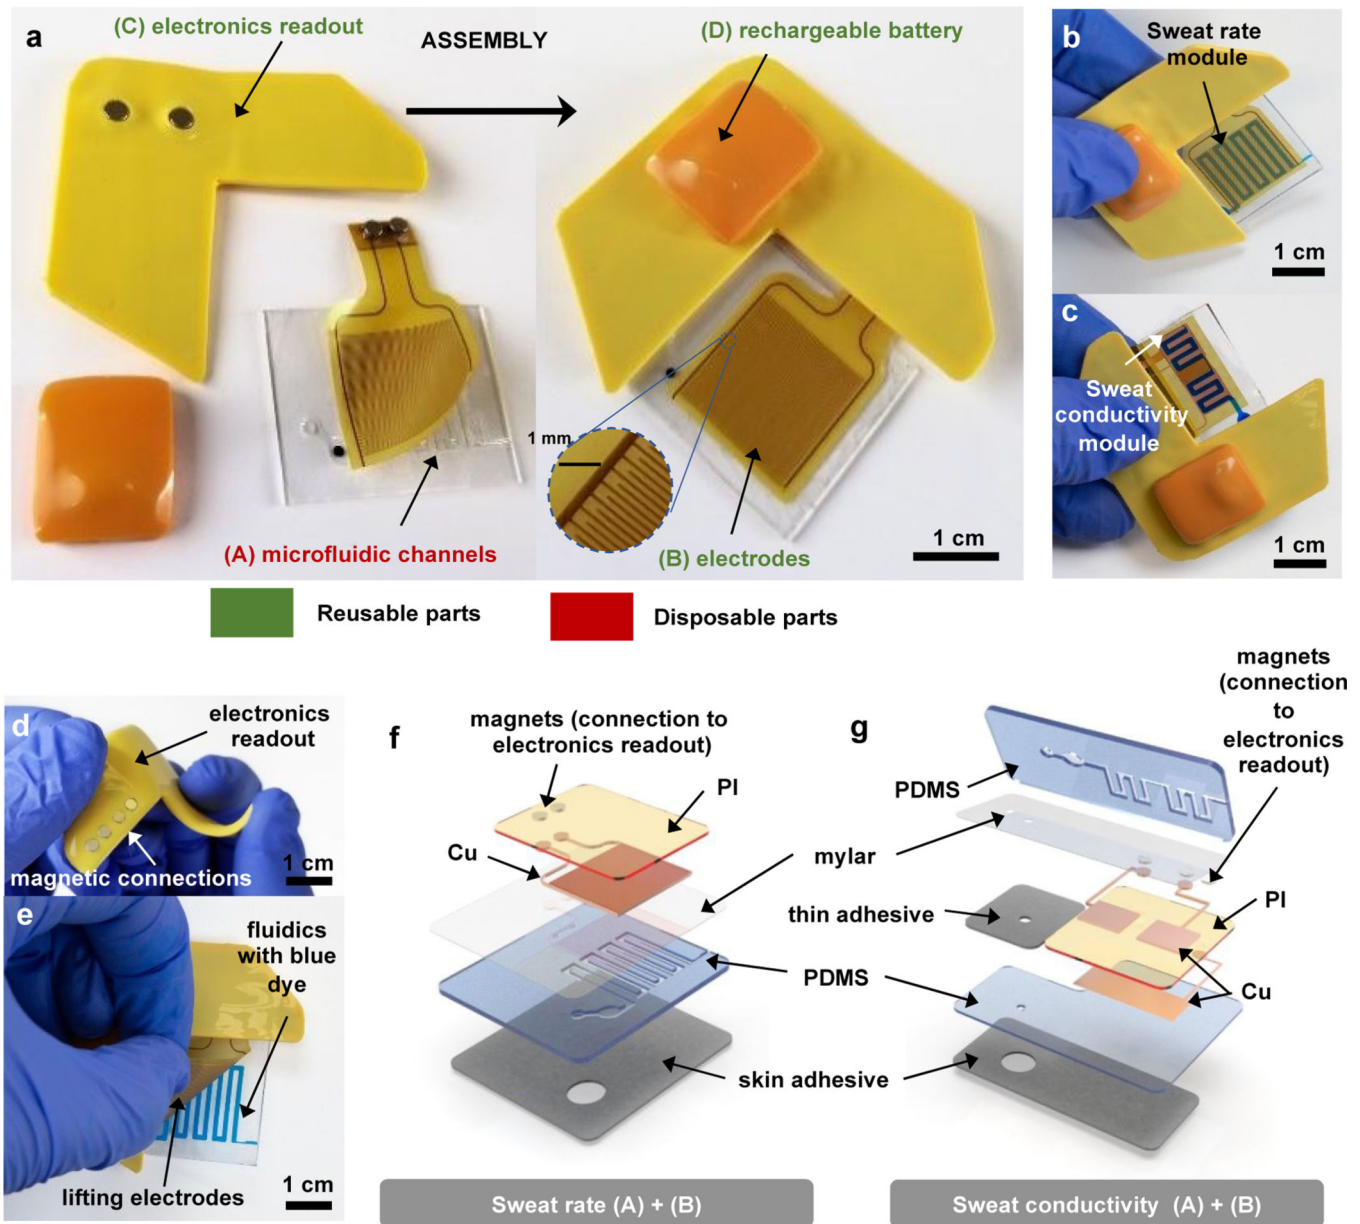 a
(C) electronics readout
ASSEMBLY
(D) rechargeable battery
1 mm
(A) microfluidic channels
(B) electrodes
1 cm
b
Sweat rate
module
1 cm
c
Sweat
conductivity
module
1 cm
Reusable parts
Disposable parts
d
electronics
readout
magnetic connections
1 cm
e
fluidics
with blue
dye
lifting electrodes
1 cm
f
magnets (connection to
electronics readout)
PI
Cu
mylar
PDMS
skin adhesive
Sweat rate (A) + (B)
g
magnets
(connection
to
electronics
readout)
PDMS
thin adhesive
PI
Cu
Sweat conductivity (A) + (B)